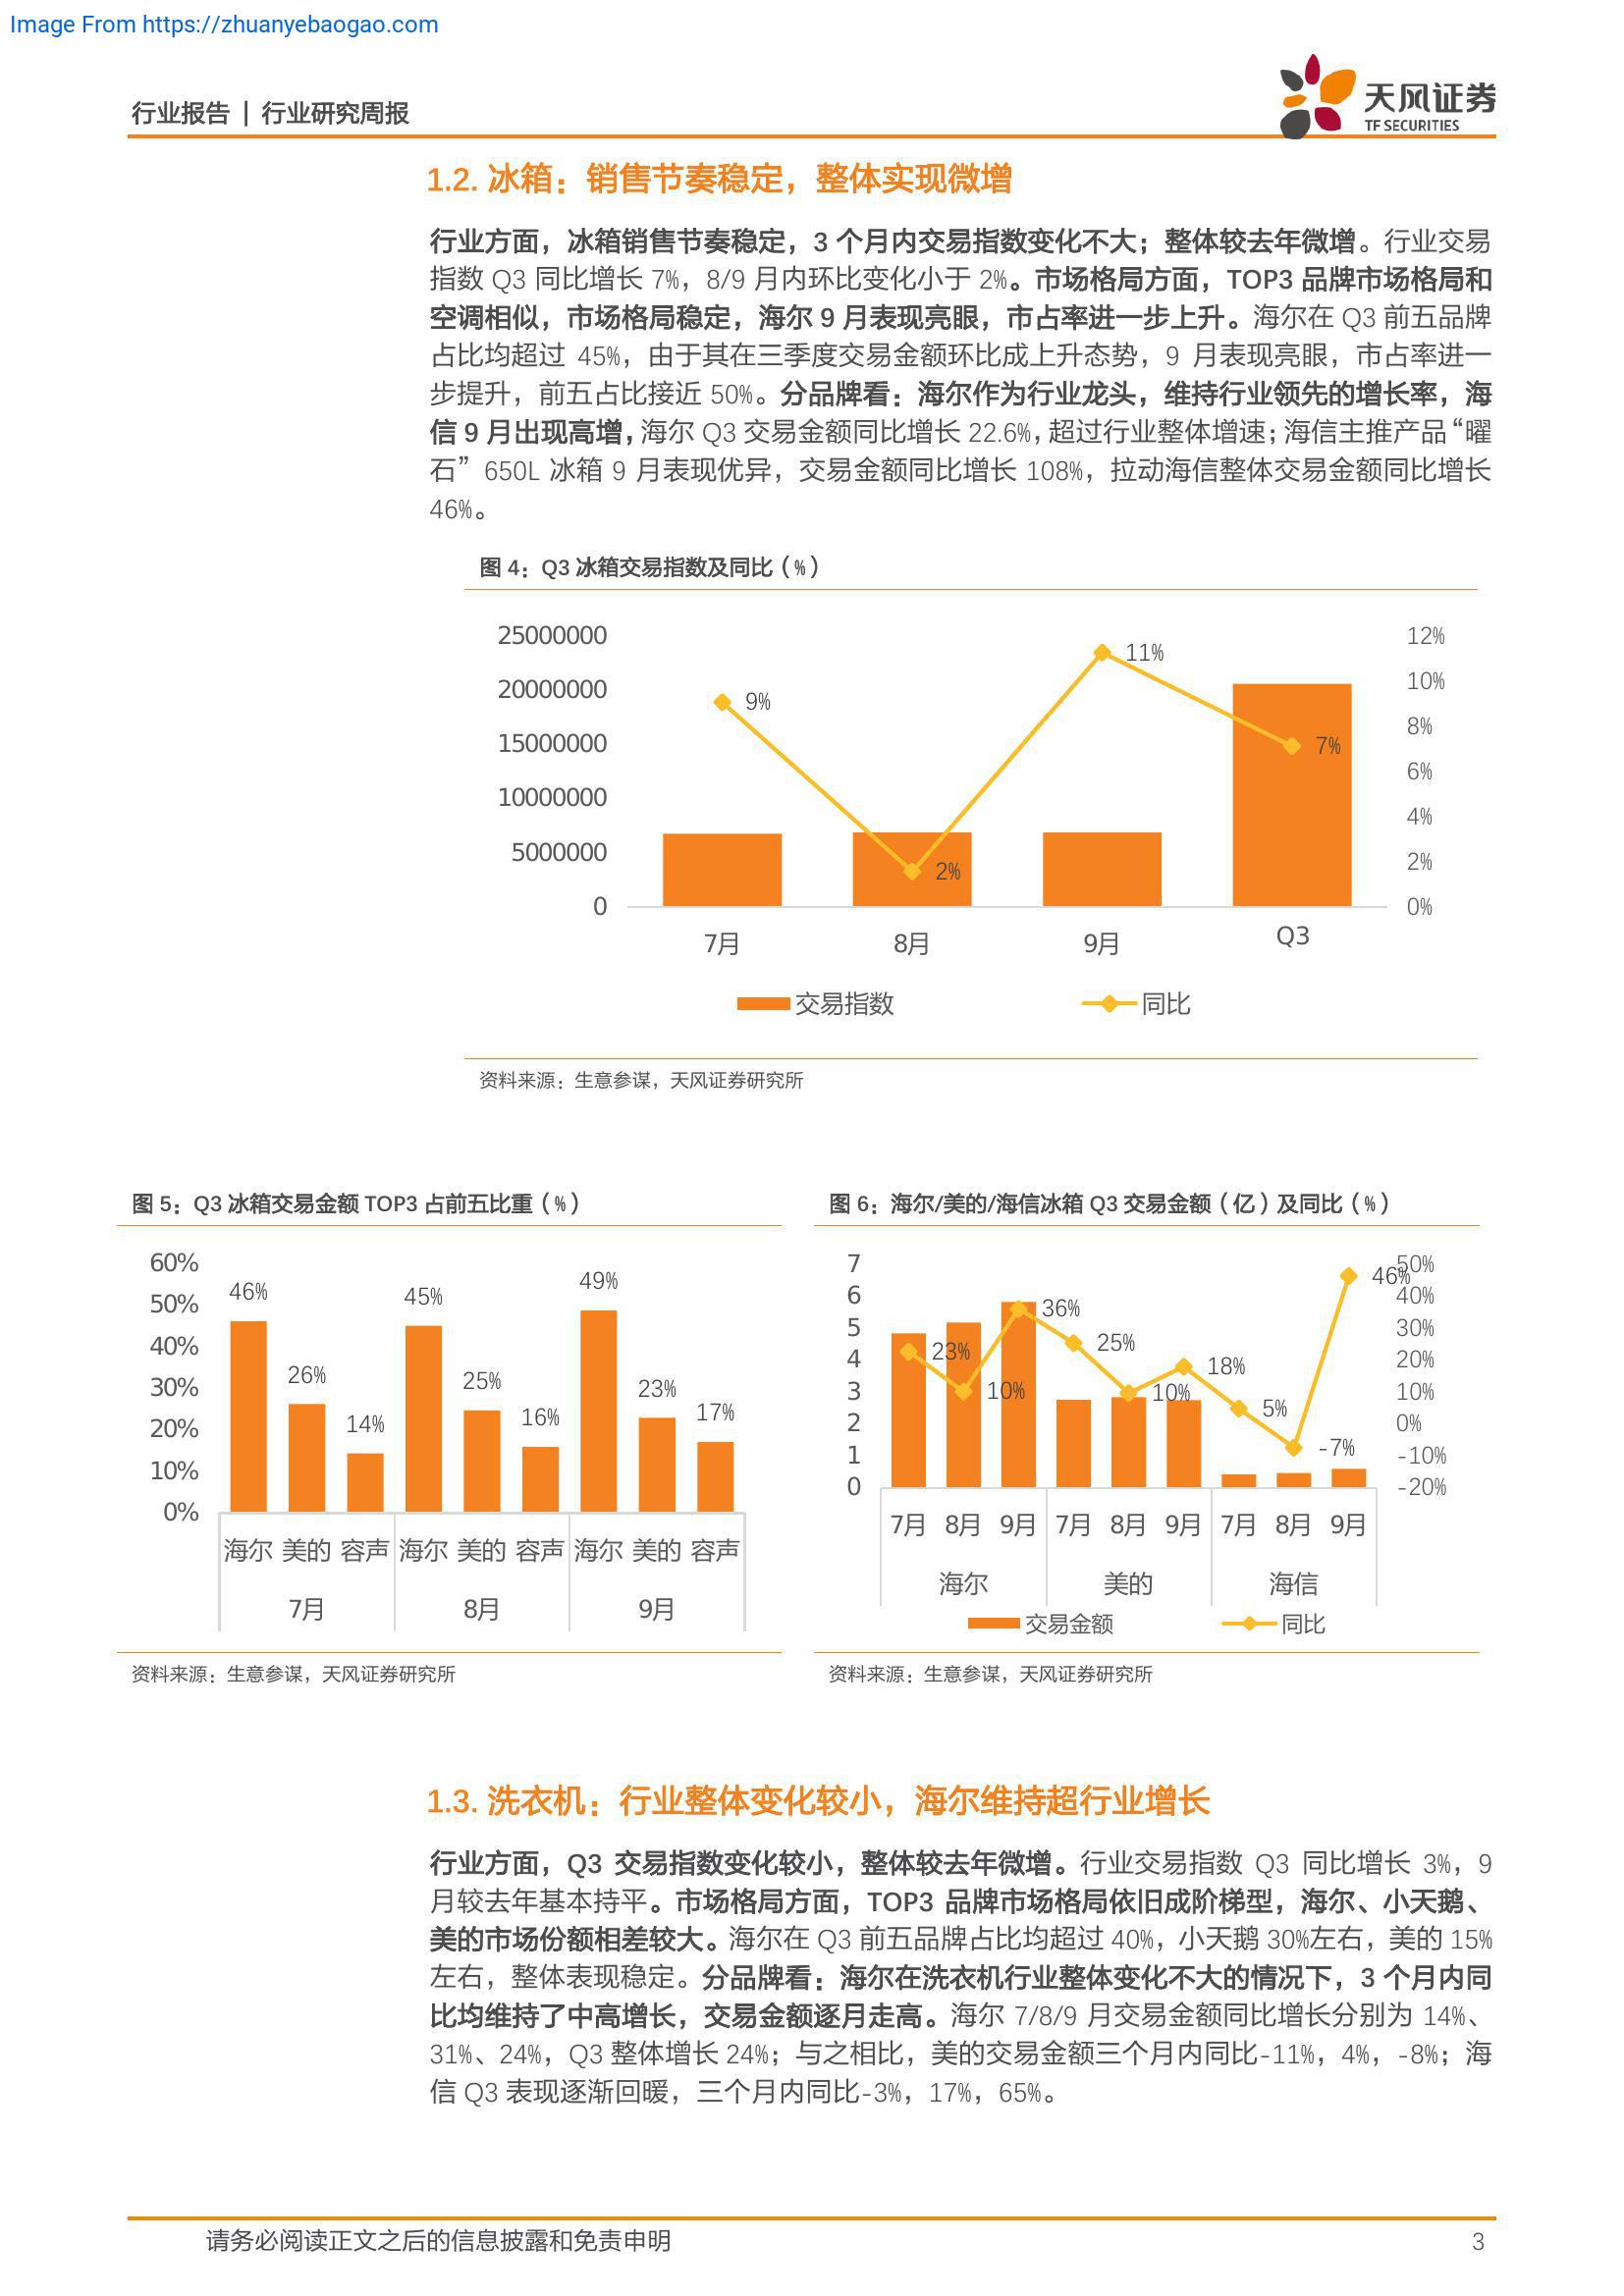 Image From https://zhuanyebaogao.com
行业报告 | 行业研究周报
天风证券
TF SECURITIES
1.2. 冰箱：销售节奏稳定，整体实现微增
行业方面，冰箱销售节奏稳定，3 个月内交易指数变化不大；整体较去年微增。行业交易
指数 Q3 同比增长 7%，8/9 月内环比变化小于 2%。市场格局方面，TOP3 品牌市场格局和
空调相似，市场格局稳定，海尔 9 月表现亮眼，市占率进一步上升。海尔在 Q3 前五品牌
占比均超过 45%，由于其在三季度交易金额环比成上升态势，9 月表现亮眼，市占率进一
步提升，前五占比接近 50%。分品牌看：海尔作为行业龙头，维持行业领先的增长率，海
信 9 月出现高增，海尔 Q3 交易金额同比增长 22.6%，超过行业整体增速；海信主推产品“曜
石”650L 冰箱 9 月表现优异，交易金额同比增长 108%，拉动海信整体交易金额同比增长
46%。
图 4：Q3 冰箱交易指数及同比（%）
25000000
20000000
15000000
10000000
5000000
0
9%
2%
11%
7%
12%
10%
8%
6%
4%
2%
0%
7月 8月 9月 Q3
交易指数 同比
资料来源：生意参谋，天风证券研究所
图 5：Q3 冰箱交易金额 TOP3 占前五比重（%）
60%
50%
40%
30%
20%
10%
0%
46%
26%
14%
45%
25%
16%
49%
23%
17%
海尔 美的 容声 海尔 美的 容声 海尔 美的 容声
7月 8月 9月
资料来源：生意参谋，天风证券研究所
图 6：海尔/美的/海信冰箱 Q3 交易金额（亿）及同比（%）
7
6
5
4
3
2
1
0
23%
10%
36%
25%
10%
18%
5%
-7%
46%
50%
40%
30%
20%
10%
0%
-10%
-20%
7月 8月 9月 7月 8月 9月 7月 8月 9月
海尔 美的 海信
交易金额 同比
资料来源：生意参谋，天风证券研究所
1.3. 洗衣机：行业整体变化较小，海尔维持超行业增长
行业方面，Q3 交易指数变化较小，整体较去年微增。行业交易指数 Q3 同比增长 3%，9
月较去年基本持平。市场格局方面，TOP3 品牌市场格局依旧成阶梯型，海尔、小天鹅、
美的市场份额相差较大。海尔在 Q3 前五品牌占比均超过 40%，小天鹅 30%左右，美的 15%
左右，整体表现稳定。分品牌看：海尔在洗衣机行业整体变化不大的情况下，3 个月内同
比均维持了中高增长，交易金额逐月走高。海尔 7/8/9 月交易金额同比增长分别为 14%、
31%、24%，Q3 整体增长 24%；与之相比，美的交易金额三个月内同比-11%，4%，-8%；海
信 Q3 表现逐渐回暖，三个月内同比-3%，17%，65%。
请务必阅读正文之后的信息披露和免责申明 3